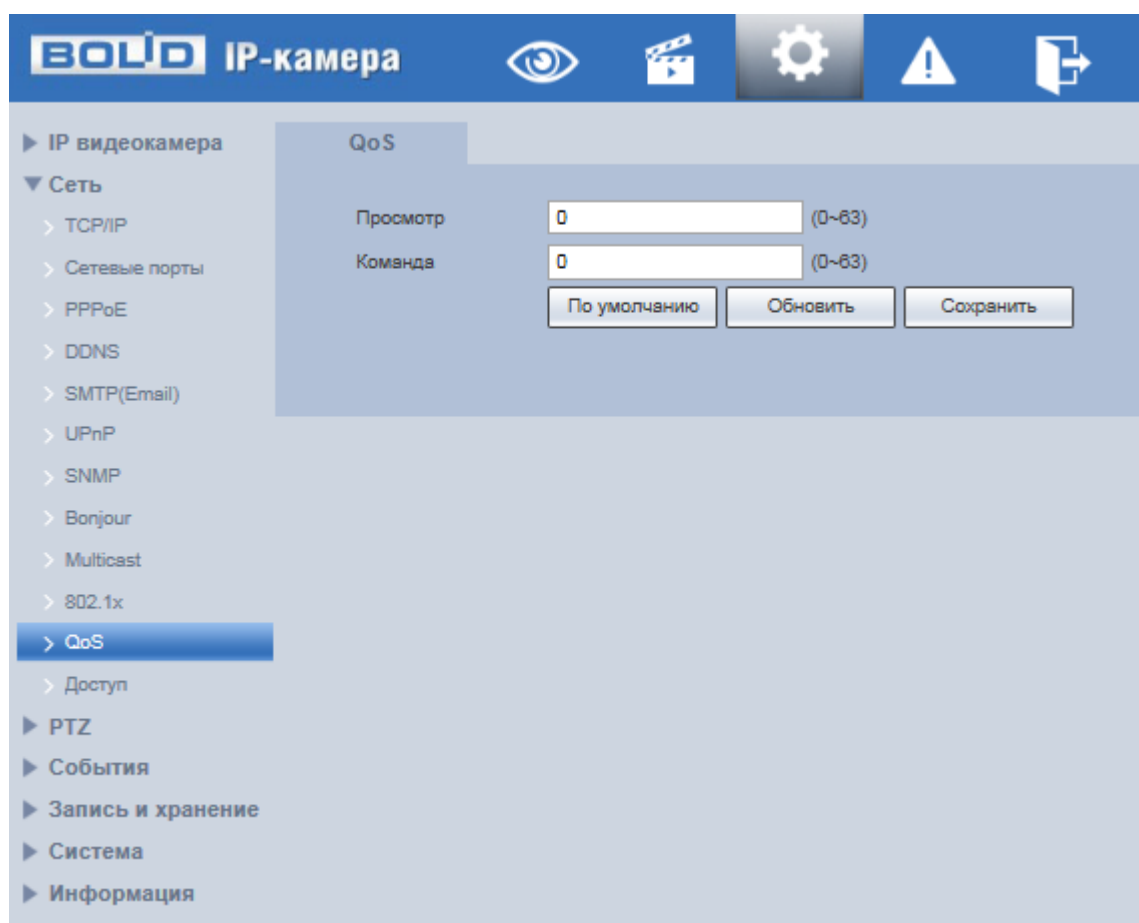 BOLID IP-камера
IP видеокамера
Сеть
TCP/IP
Сетевые порты
PPPoE
DDNS
SMTP(Email)
UPnP
SNMP
Bonjour
Multicast
802.1x
QoS
Доступ
PTZ
События
Запись и хранение
Система
Информация
QoS
Просмотр 0 (0~63)
Команда 0 (0~63)
По умолчанию Обновить Сохранить